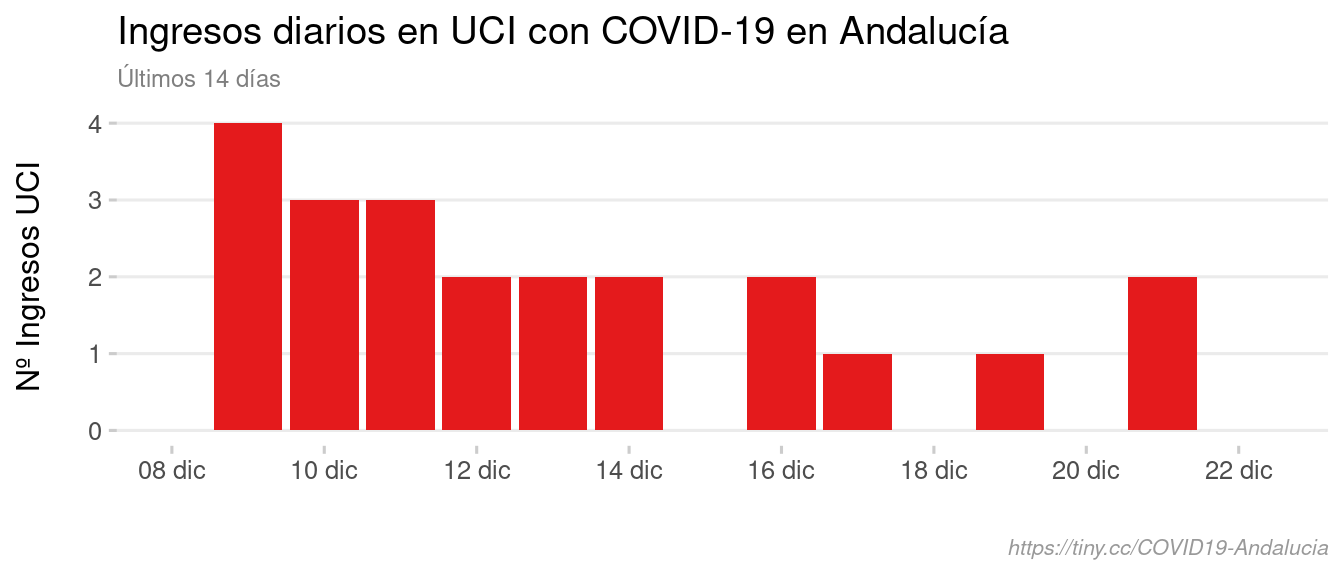 Ingresos diarios en UCI con COVID-19 en Andalucía
Últimos 14 días
Nº Ingresos UCI
4
3
2
1
0
08 dic 10 dic 12 dic 14 dic 16 dic 18 dic 20 dic 22 dic
https://tiny.cc/COVID19-Andalucia